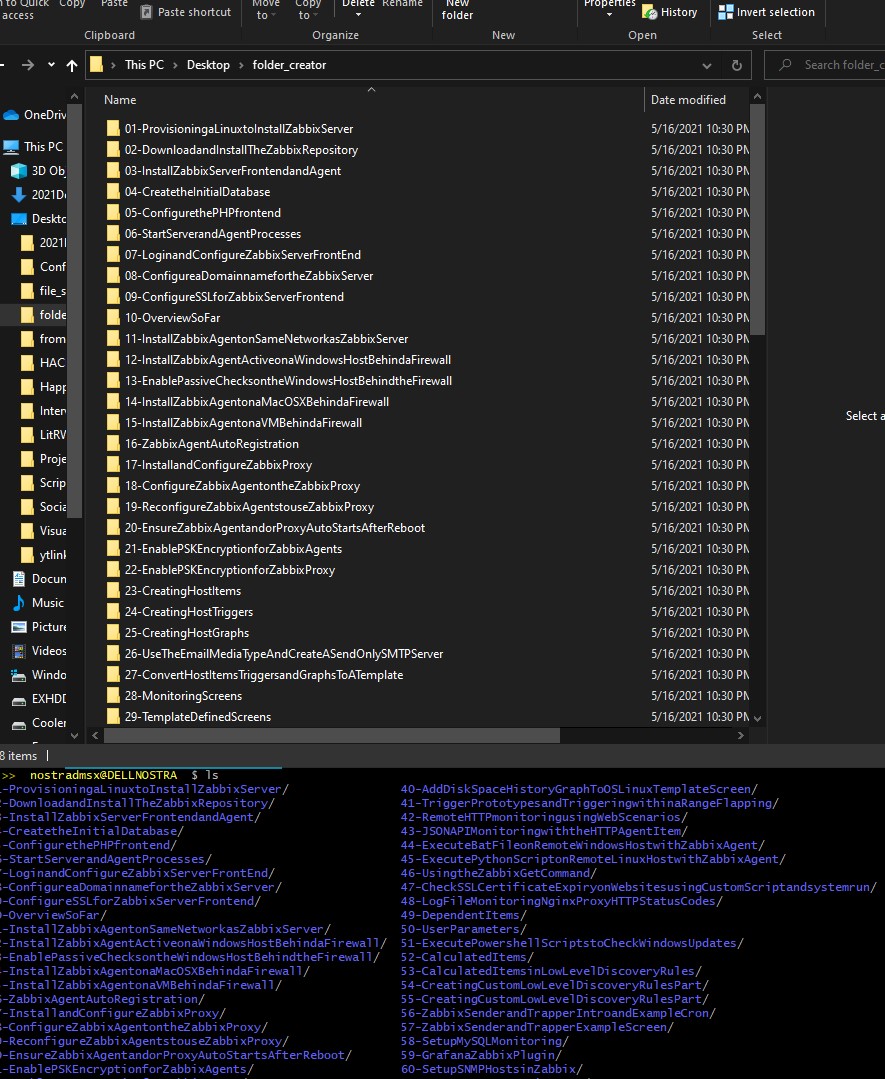 to Quick
access
Copy
Paste
Paste shortcut
Move
to
Copy
to
Delete
Rename
New
folder
Properties
History
Invert selection
Clipboard
Organize
New
Open
Select
This PC
Desktop
folder_creator
Search folder_c
Name
Date modified
OneDriv
This PC
3D Ob
2021D
Deskto
2021
Conf
file_s
folde
from
HAC
Happ
Interv
LitRV
Proje
Scrip
Socia
Visua
ytlink
Docun
Music
Picture
Videos
Windo
EXHDD
Cooler
01-ProvisioningaLinuxtoInstallZabbixServer 5/16/2021 10:30 PM
02-DownloadandInstallTheZabbixRepository 5/16/2021 10:30 PM
03-InstallZabbixServerFrontendandAgent 5/16/2021 10:30 PM
04-CreatetheInitialDatabase 5/16/2021 10:30 PM
05-ConfigurethePHPfrontend 5/16/2021 10:30 PM
06-StartServerandAgentProcesses 5/16/2021 10:30 PM
07-LoginandConfigureZabbixServerFrontEnd 5/16/2021 10:30 PM
08-ConfigureaDomainnamefortheZabbixServer 5/16/2021 10:30 PM
09-ConfigureSSLforZabbixServerFrontend 5/16/2021 10:30 PM
10-OverviewSoFar 5/16/2021 10:30 PM
11-InstallZabbixAgentonSameNetworkasZabbixServer 5/16/2021 10:30 PM
12-InstallZabbixAgentActiveonaWindowsHostBehindaFirewall 5/16/2021 10:30 PM
13-EnablePassiveChecksontheWindowsHostBehindtheFirewall 5/16/2021 10:30 PM
14-InstallZabbixAgentonaMacOSXBehindaFirewall 5/16/2021 10:30 PM
15-InstallZabbixAgentonaVMBehindaFirewall 5/16/2021 10:30 PM
16-ZabbixAgentAutoRegistration 5/16/2021 10:30 PM
17-InstallandConfigureZabbixProxy 5/16/2021 10:30 PM
18-ConfigureZabbixAgentontheZabbixProxy 5/16/2021 10:30 PM
19-ReconfigureZabbixAgentstouseZabbixProxy 5/16/2021 10:30 PM
20-EnsureZabbixAgentandorProxyAutoStartsAfterReboot 5/16/2021 10:30 PM
21-EnablePSKEncryptionforZabbixAgents 5/16/2021 10:30 PM
22-EnablePSKEncryptionforZabbixProxy 5/16/2021 10:30 PM
23-CreatingHostItems 5/16/2021 10:30 PM
24-CreatingHostTriggers 5/16/2021 10:30 PM
25-CreatingHostGraphs 5/16/2021 10:30 PM
26-UseTheEmailMediaTypeAndCreateASendOnlySMTPServer 5/16/2021 10:30 PM
27-ConvertHostItemsTriggersandGraphsToATemplate 5/16/2021 10:30 PM
28-MonitoringScreens 5/16/2021 10:30 PM
29-TemplateDefinedScreens 5/16/2021 10:30 PM
Select a
8 items
>> nostradmsx@DELLNOSTRA $ ls
-ProvisioningaLinuxtoInstallZabbixServer/ 40-AddDiskSpaceHistoryGraphToOSLinuxTemplateScreen/
-DownloadandInstallTheZabbixRepository/ 41-TriggerPrototypesandTriggeringwithinaRangeFlapping/
-InstallZabbixServerFrontendandAgent/ 42-RemoteHTTPmonitoringusingWebScenarios/
-CreatetheInitialDatabase/ 43-JSONAPIMonitoringwiththeHTTPAgentItem/
-ConfigurethePHPfrontend/ 44-ExecuteBatFileonRemoteWindowsHostwithZabbixAgent/
-StartServerandAgentProcesses/ 45-ExecutePythonScriptonRemoteLinuxHostwithZabbixAgent/
-LoginandConfigureZabbixServerFrontEnd/ 46-UsingtheZabbixGetCommand/
-ConfigureaDomainnamefortheZabbixServer/ 47-CheckSSLCertificateExpiryonWebsitesusingCustomScriptandsystemrun/
-ConfigureSSLforZabbixServerFrontend/ 48-LogFileMonitoringNginxProxyHTTPStatusCodes/
-OverviewSoFar/ 49-DependentItems/
-InstallZabbixAgentonSameNetworkasZabbixServer/ 50-UserParameters/
-InstallZabbixAgentActiveonaWindowsHostBehindaFirewall/ 51-ExecutePowershellScriptstoCheckWindowsUpdates/
-EnablePassiveChecksontheWindowsHostBehindtheFirewall/ 52-CalculatedItems/
-InstallZabbixAgentonaMacOSXBehindaFirewall/ 53-CalculatedItemsinLowLevelDiscoveryRules/
-InstallZabbixAgentonaVMBehindaFirewall/ 54-CreatingCustomLowLevelDiscoveryRulesPart/
-ZabbixAgentAutoRegistration/ 55-CreatingCustomLowLevelDiscoveryRulesPart/
-InstallandConfigureZabbixProxy/ 56-ZabbixSenderandTrapperIntroandExampleCron/
-ConfigureZabbixAgentontheZabbixProxy/ 57-ZabbixSenderandTrapperExampleScreen/
-ReconfigureZabbixAgentstouseZabbixProxy/ 58-SetupMySQLMonitoring/
-EnsureZabbixAgentandorProxyAutoStartsAfterReboot/ 59-GrafanaZabbixPlugin/
-EnablePSKEncryptionforZabbixAgents/ 60-SetupSNMPHostsinZabbix/